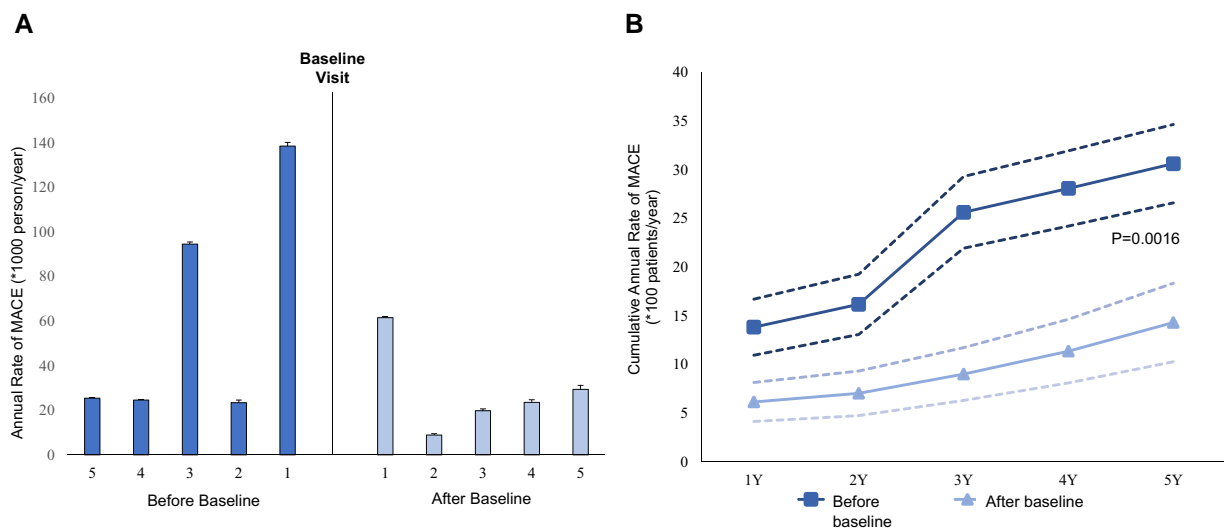 A
Baseline
Visit
Annual Rate of MACE (*1000 person/year)
160
140
120
100
80
60
40
20
0
5 4 3 2 1 1 2 3 4 5
Before Baseline After Baseline
B
Cumulative Annual Rate of MACE
(*100 patients/year)
40
35
30
25
20
15
10
5
0
P=0.0016
1Y 2Y 3Y 4Y 5Y
Before
baseline
After baseline